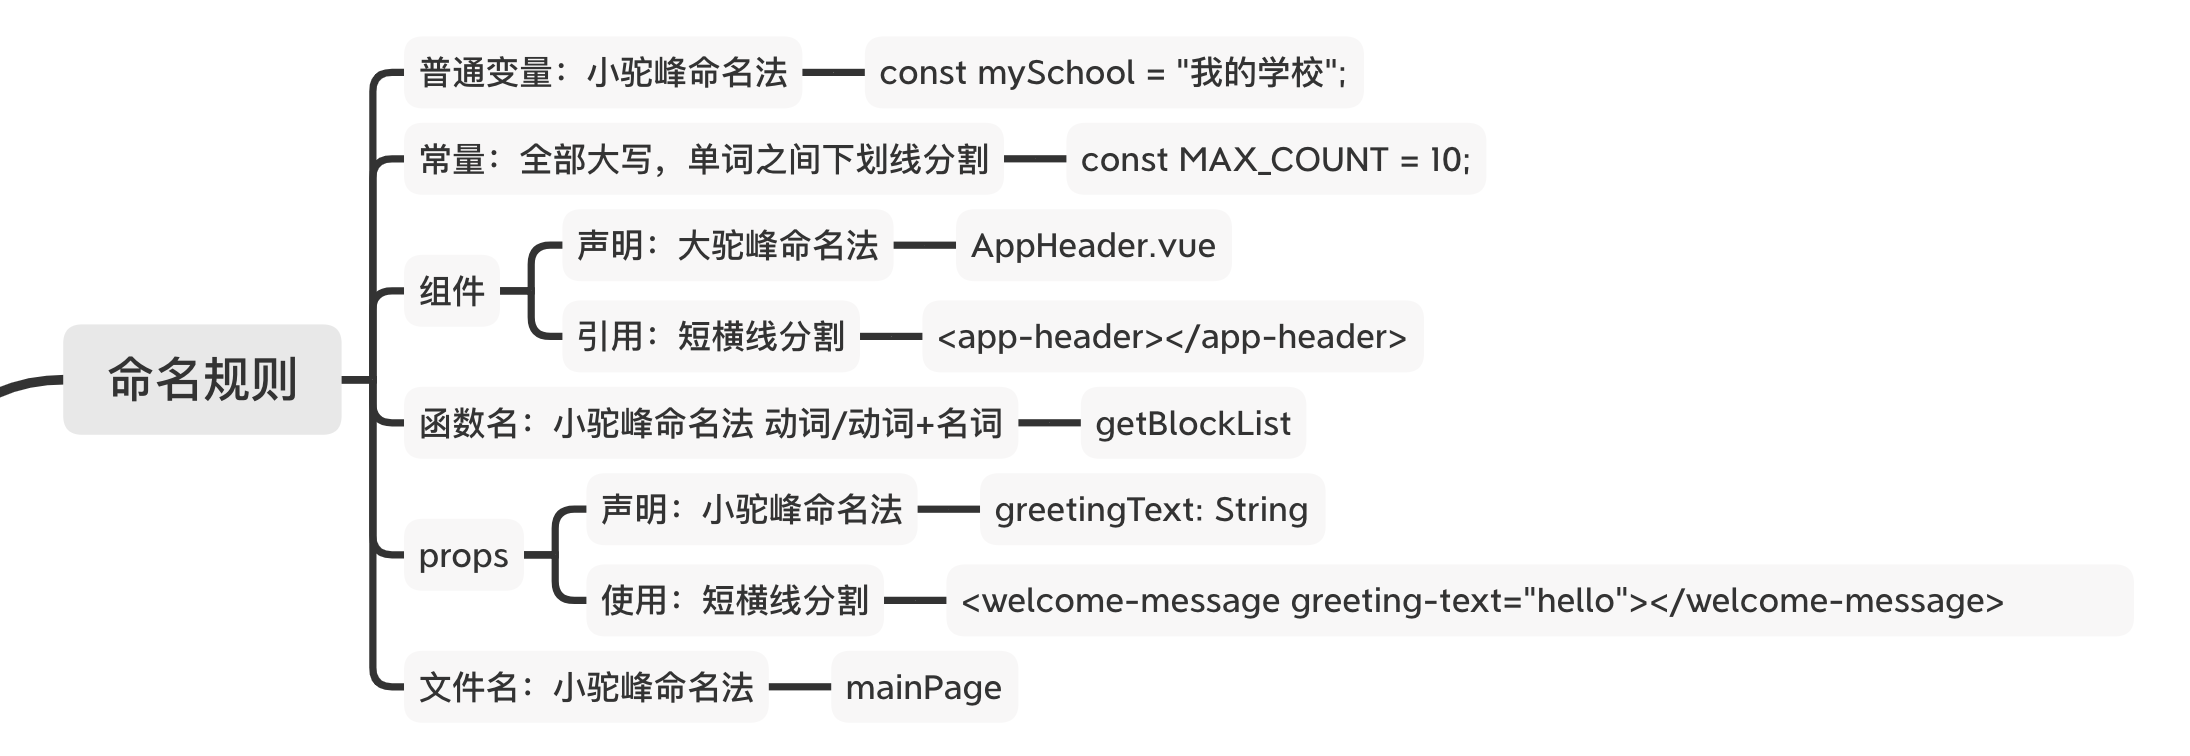 命名规则
普通变量：小驼峰命名法
const mySchool = "我的学校";
常量：全部大写，单词之间下划线分割
const MAX_COUNT = 10;
组件
声明：大驼峰命名法
AppHeader.vue
引用：短横线分割
<app-header></app-header>
函数名：小驼峰命名法 动词/动词+名词
getBlockList
props
声明：小驼峰命名法
greetingText: String
使用：短横线分割
<welcome-message greeting-text="hello"></welcome-message>
文件名：小驼峰命名法
mainPage